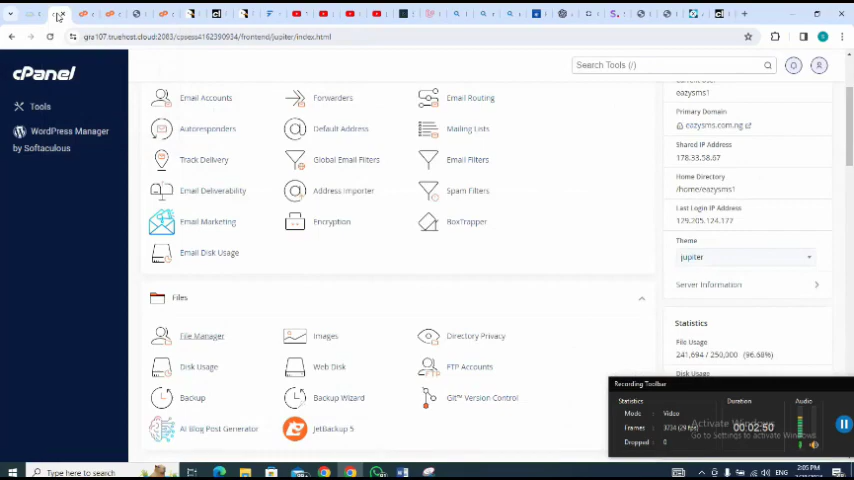 gra107.truehost.cloud:2083/cpsess4162390934/frontend/jupiter/index.html
cPanel
Search Tools (/)
Tools
WordPress Manager
by Softaculous
Email Accounts
Forwarders
Email Routing
Autoresponders
Default Address
Mailing Lists
Track Delivery
Global Email Filters
Email Filters
Email Deliverability
Address Importer
Spam Filters
Email Marketing
Encryption
BoxTrapper
Email Disk Usage
Files
File Manager
Images
Directory Privacy
Disk Usage
Web Disk
FTP Accounts
Backup
Backup Wizard
Git™ Version Control
AI Blog Post Generator
JetBackup 5
eazysms1
Primary Domain
eazysms.com.ng
Shared IP Address
178.33.58.67
Home Directory
/home/eazysms1
Last Login IP Address
129.205.124.177
Theme
jupiter
Server Information
Statistics
File Usage
241,694 / 250,000 (96.68%)
Recording Toolbar
Statistics
Duration
Audio
Mode : Video
Frames :
Dropped : 0
00:02:50
Activate Windows
Go to Settings to activate Windows.
Type here to search
2:05 PM